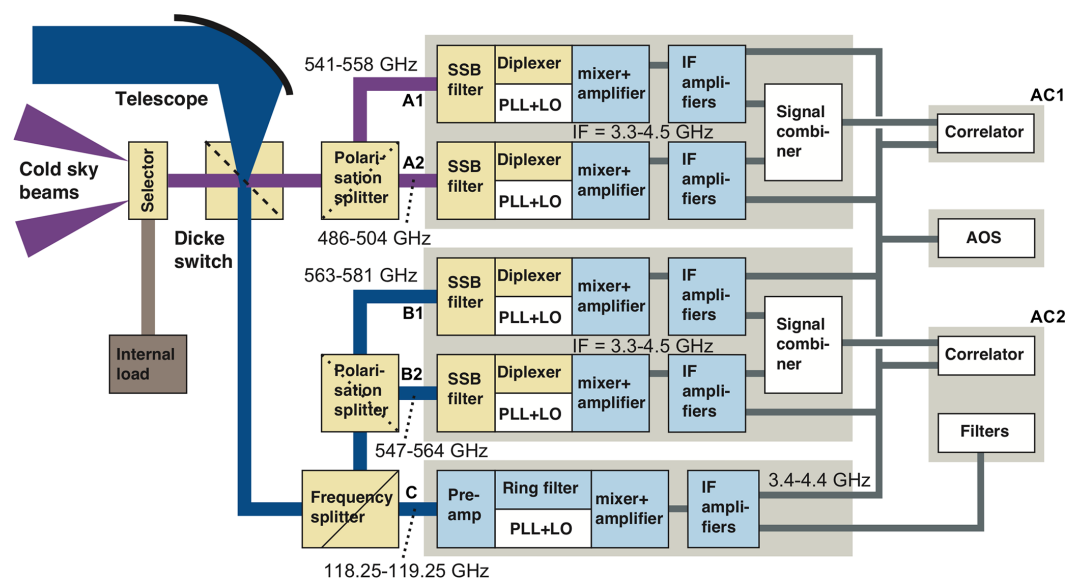 Telescope
Cold sky
beams
Selector
Dicke
switch
Internal
load
541-558 GHz
A1
Polari-
sation
splitter
A2
486-504 GHz
SSB
filter
Diplexer
PLL+LO
mixer+
amplifier
IF
ampli-
fiers
IF = 3.3-4.5 GHz
SSB
filter
Diplexer
PLL+LO
mixer+
amplifier
IF
ampli-
fiers
Signal
combi-
ner
AC1
Correlator
AOS
563-581 GHz
B1
Polari-
sation
splitter
B2
547-564 GHz
SSB
filter
Diplexer
PLL+LO
mixer+
amplifier
IF
ampli-
fiers
IF = 3.3-4.5 GHz
SSB
filter
Diplexer
PLL+LO
mixer+
amplifier
IF
ampli-
fiers
Signal
combi-
ner
AC2
Correlator
Filters
Frequency
splitter
C
118.25-119.25 GHz
Pre-
amp
Ring filter
PLL+LO
mixer+
amplifier
IF
ampli-
fiers
3.4-4.4 GHz